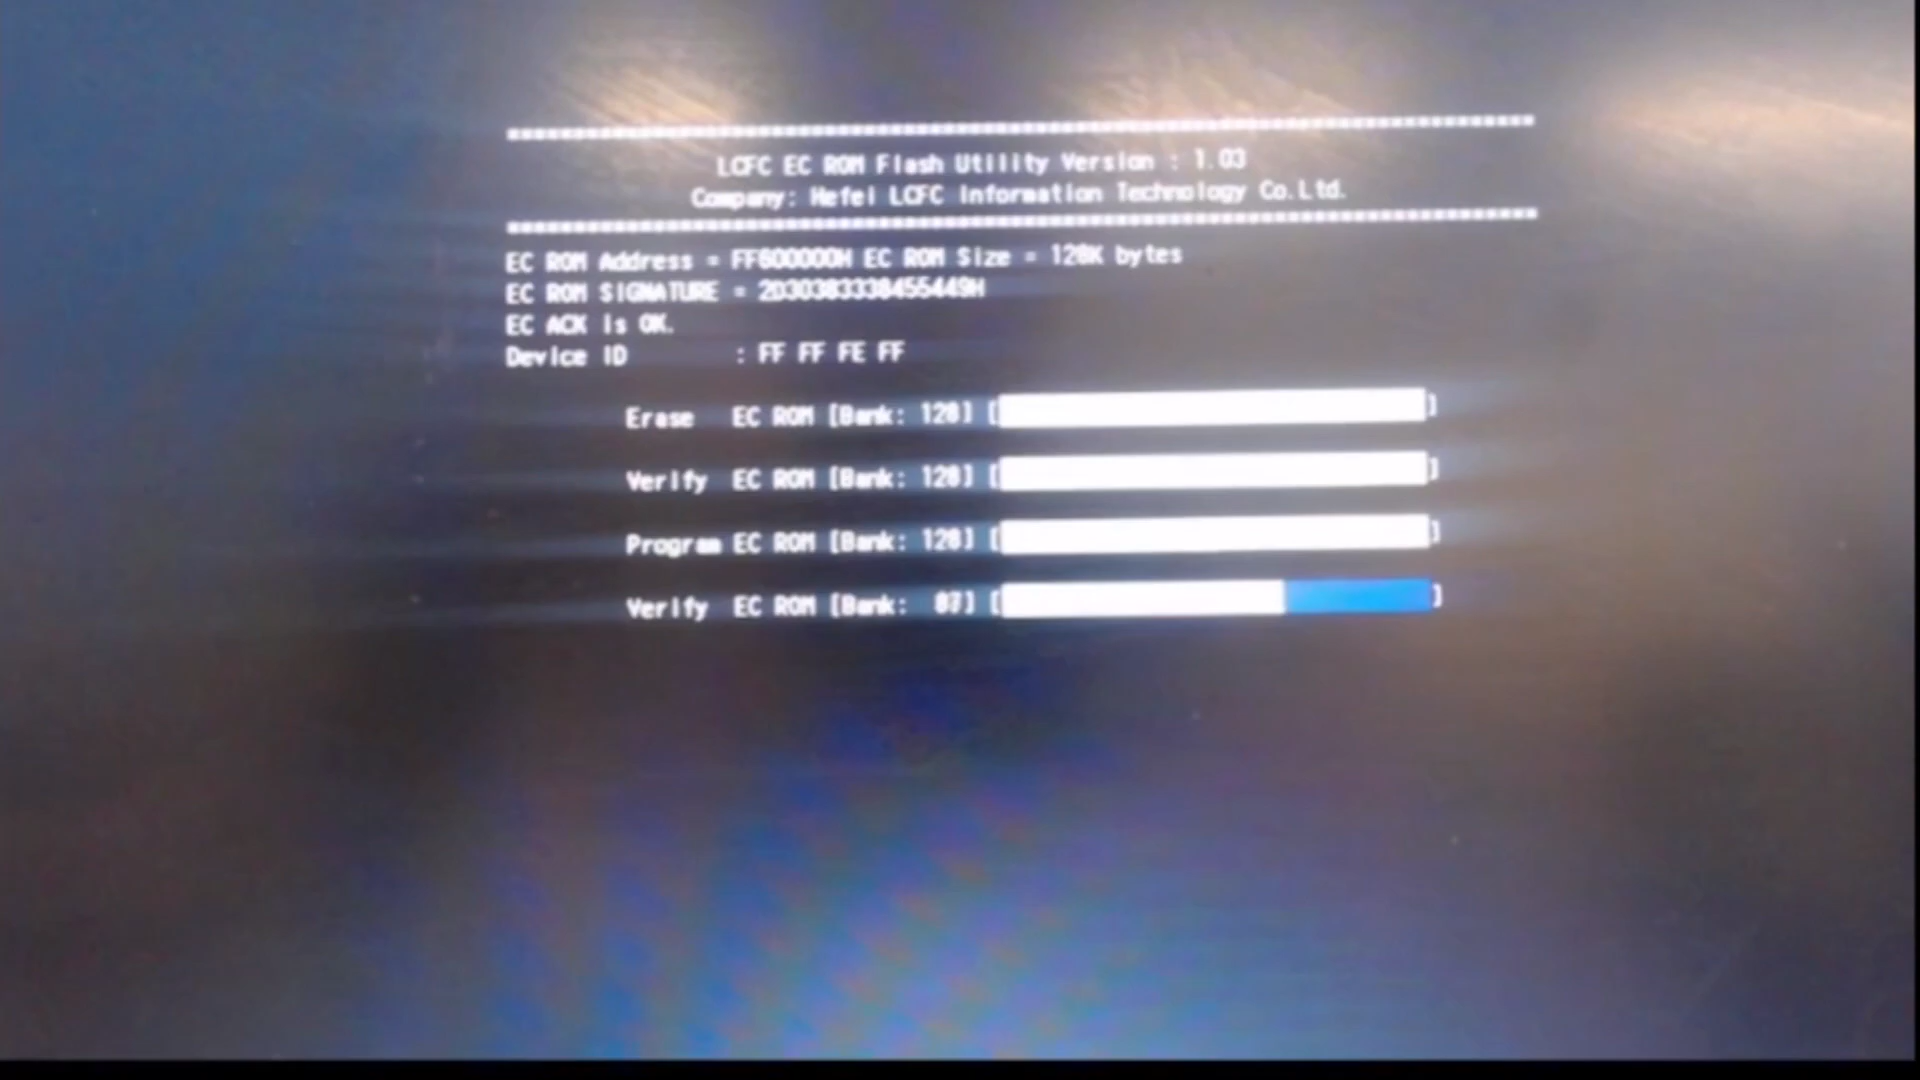 LCFC EC ROM Flash Utility Version : 1.03
Company: Hefei LCFC Information Technology Co.Ltd.
EC ROM Address = FF600000H EC ROM Size = 128K bytes
EC ROM SIGNATURE = 2030383338455449H
EC ACK is OK.
Device ID : FF FF FE FF
Erase EC ROM [Bank: 128] [ ]
Verify EC ROM [Bank: 128] [ ]
Program EC ROM [Bank: 128] [ ]
Verify EC ROM [Bank: 87] [ ]